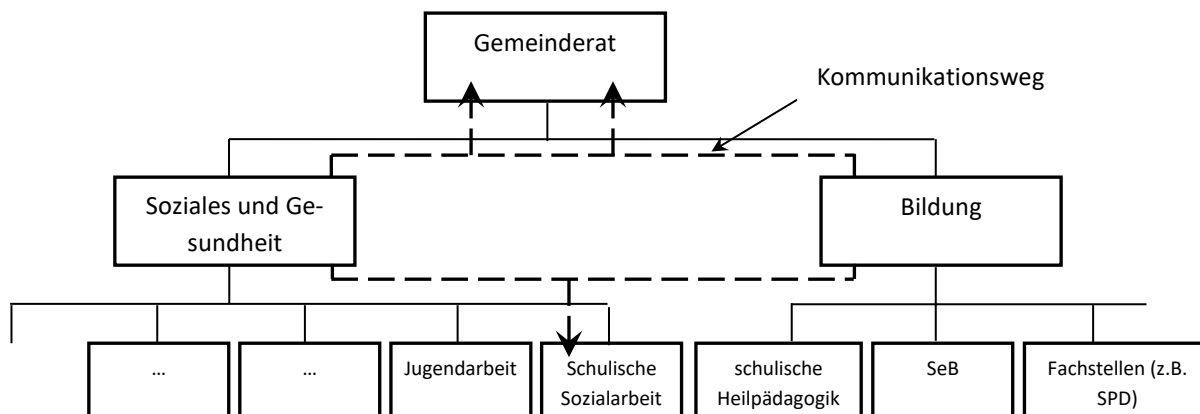 Gemeinderat
Kommunikationsweg
Soziales und Ge-
sundheit
Bildung
...
...
Jugendarbeit
Schulische
Sozialarbeit
schulische
Heilpädagogik
SeB
Fachstellen (z.B.
SPD)